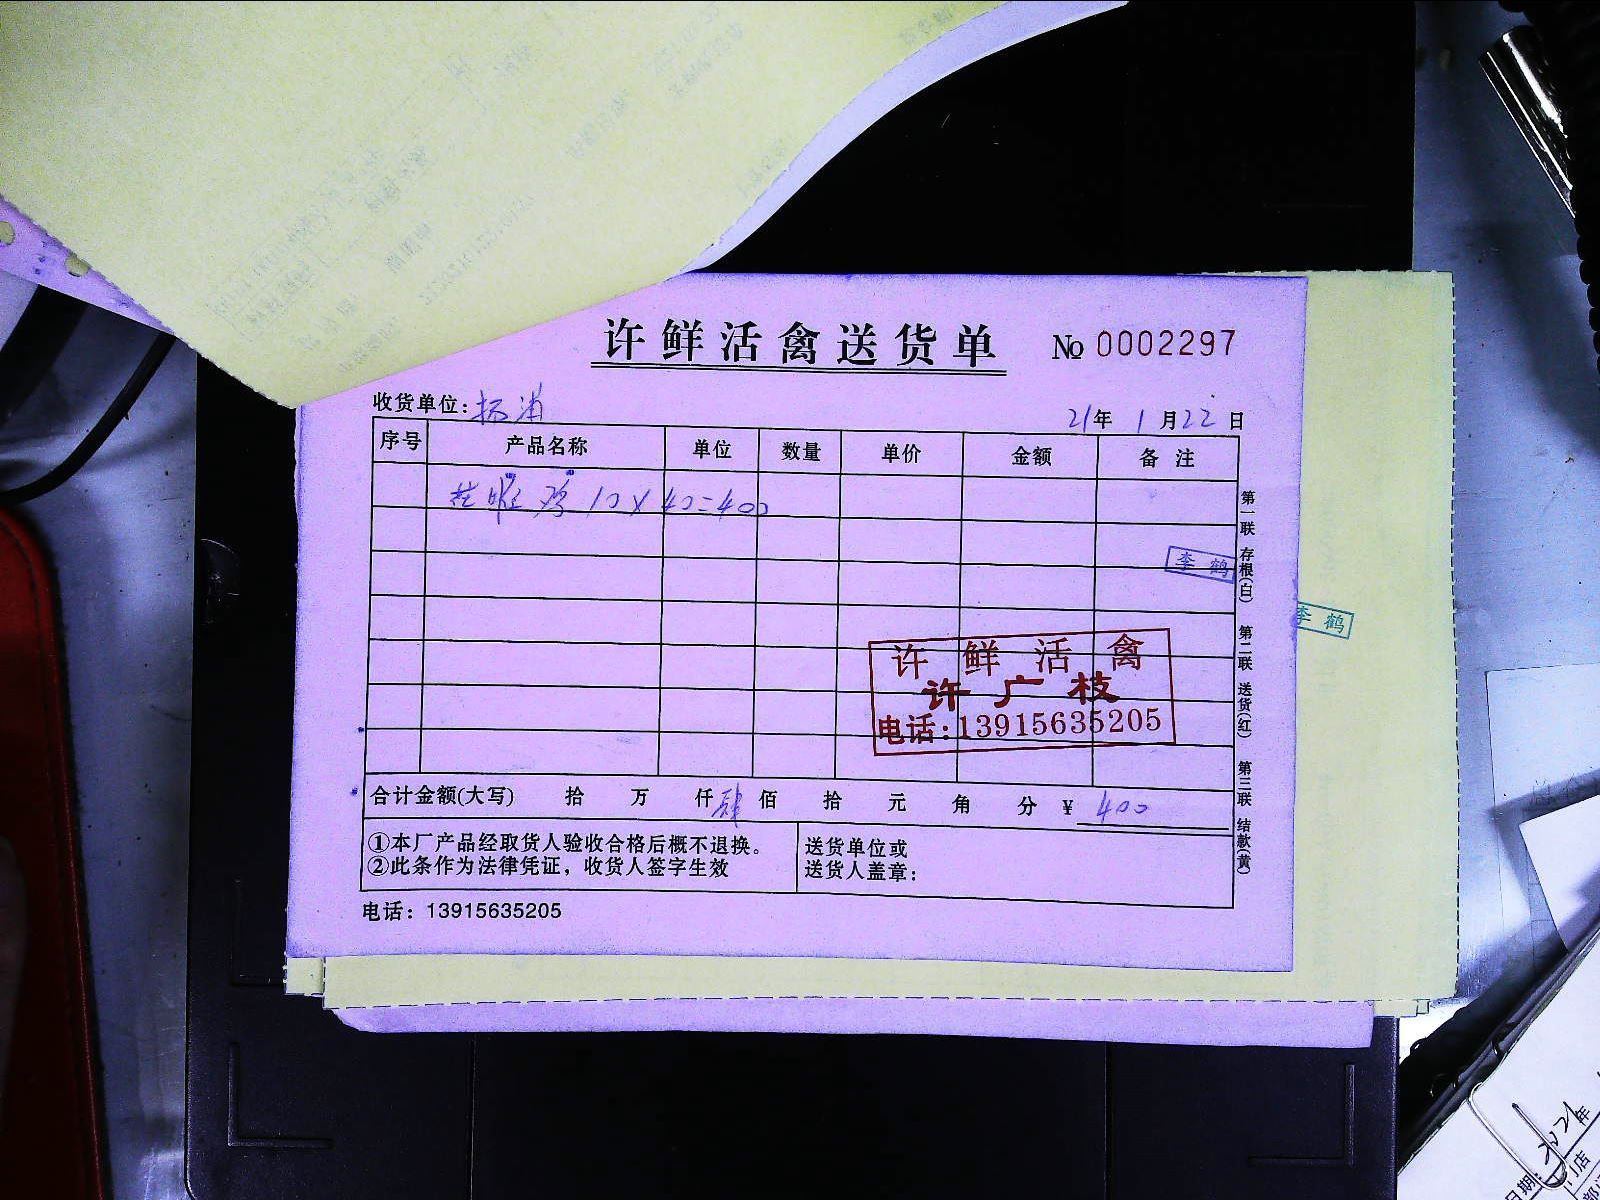 许鲜活禽送货单
№ 0002297
收货单位: 杨浦
21年 1月22日
序号 产品名称 单位 数量 单价 金额 备注
鸡 10×40=400
李鹤
李鹤
许鲜活禽
许广枝
电话:13915635205
合计金额(大写) 拾 万 仟 肆佰 拾 元 角 分 ¥ 400
①本厂产品经取货人验收合格后概不退换。
②此条作为法律凭证，收货人签字生效
送货单位或
送货人盖章：
电话：13915635205
第一联 存根(白) 第二联 送货(红) 第三联 结款(黄)